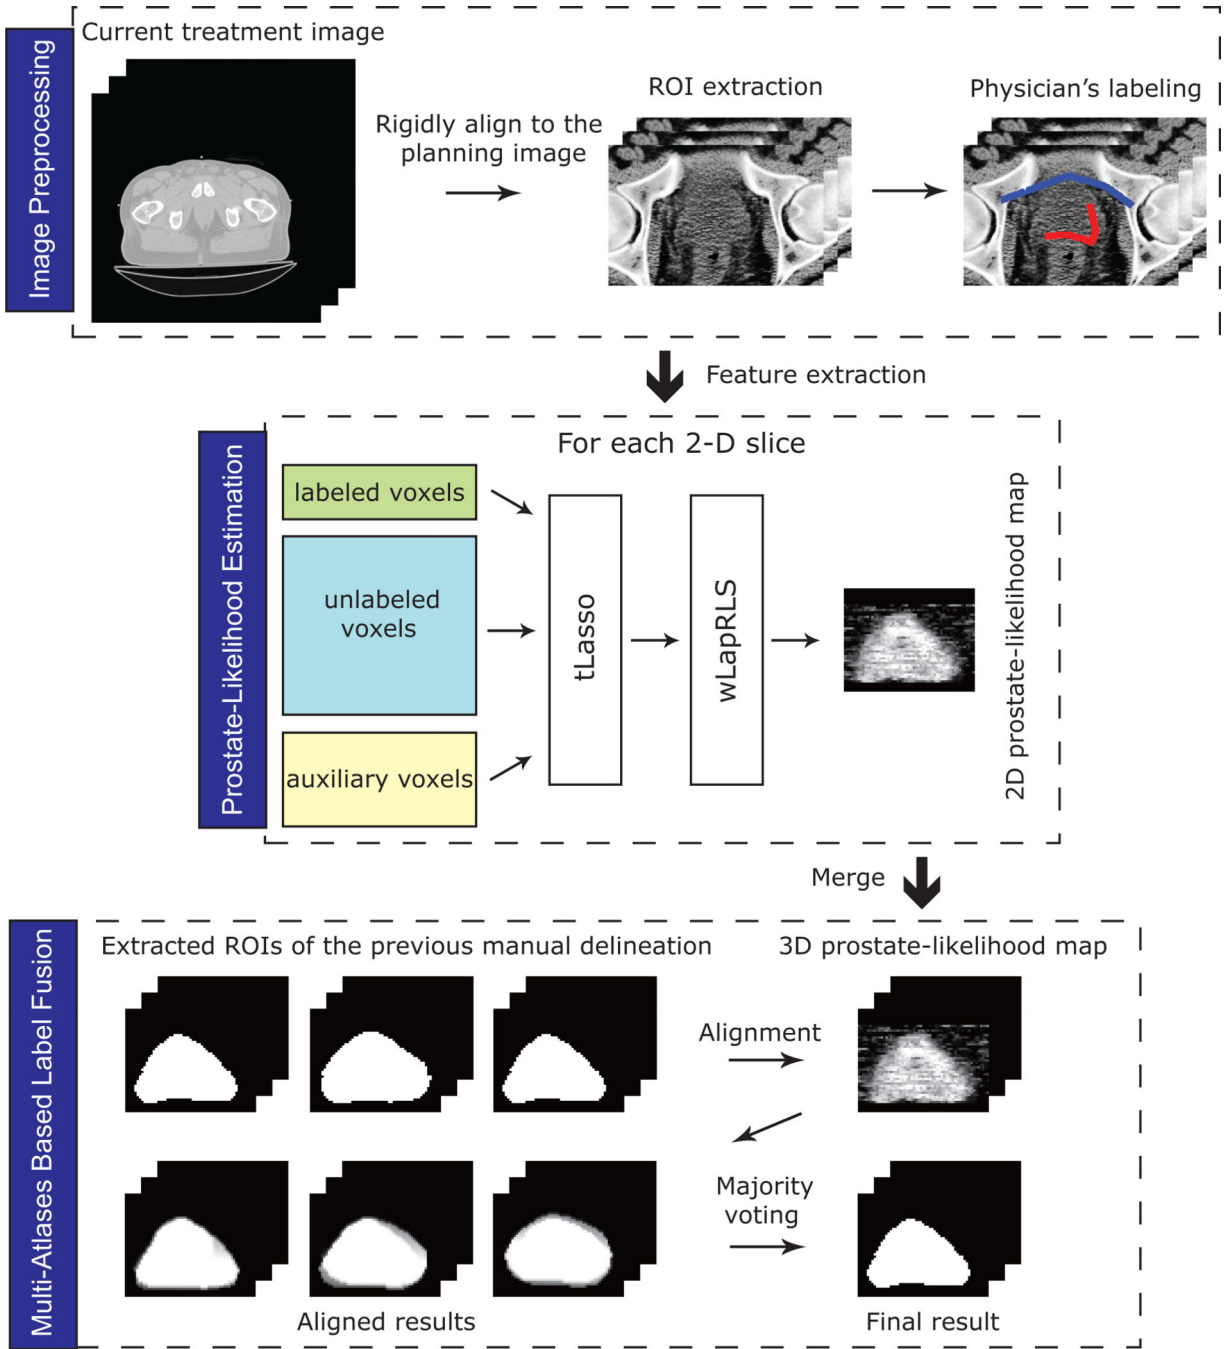 Image Preprocessing
Current treatment image
Rigidly align to the
planning image
ROI extraction
Physician's labeling
Feature extraction
Prostate-Likelihood Estimation
For each 2-D slice
labeled voxels
unlabeled
voxels
auxiliary voxels
tLasso
wLapRLS
2D prostate-likelihood map
Merge
Multi-Atlases Based Label Fusion
Extracted ROIs of the previous manual delineation
3D prostate-likelihood map
Alignment
Majority
voting
Aligned results
Final result